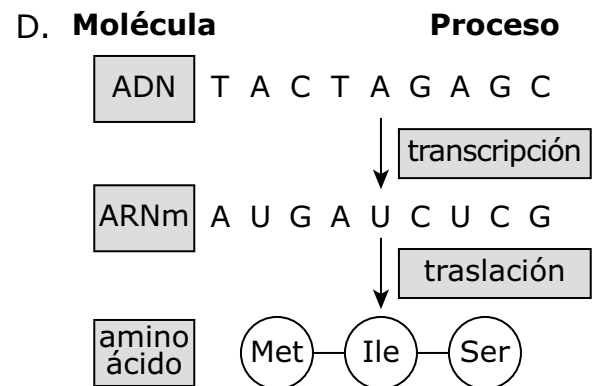 D. Molécula Proceso
ADN T A C T A G A G C
transcripción
ARNm A U G A U C U C G
traslación
amino
ácido Met Ile Ser